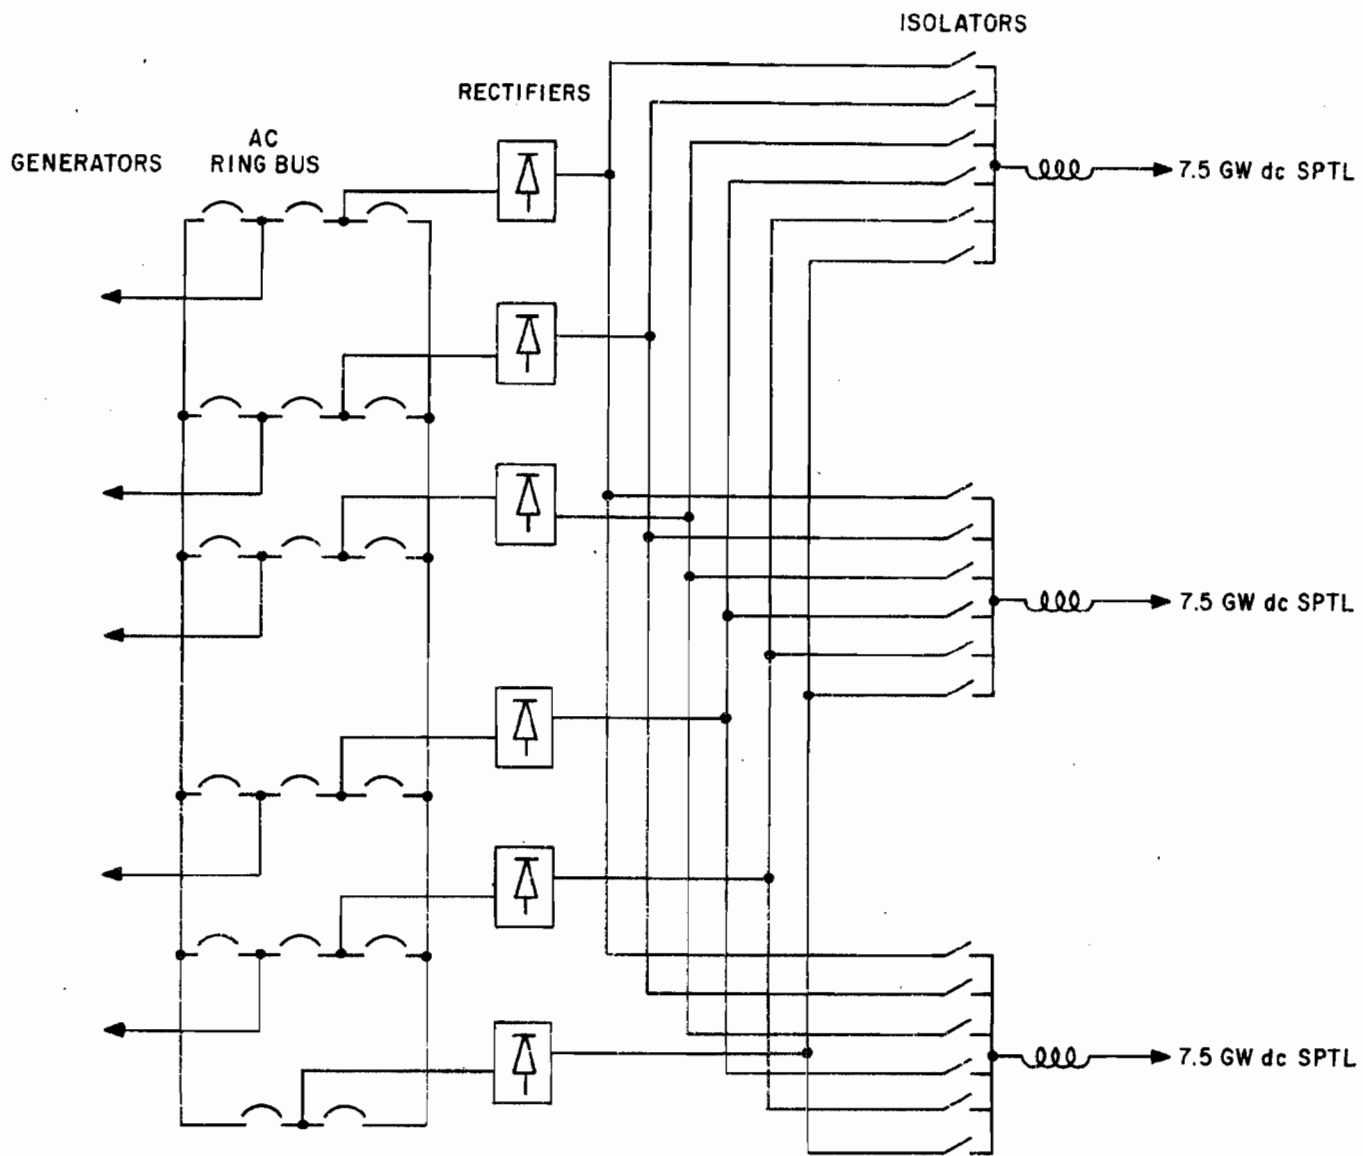 ISOLATORS
RECTIFIERS
AC
RING BUS
GENERATORS
7.5 GW dc SPTL
7.5 GW dc SPTL
7.5 GW dc SPTL